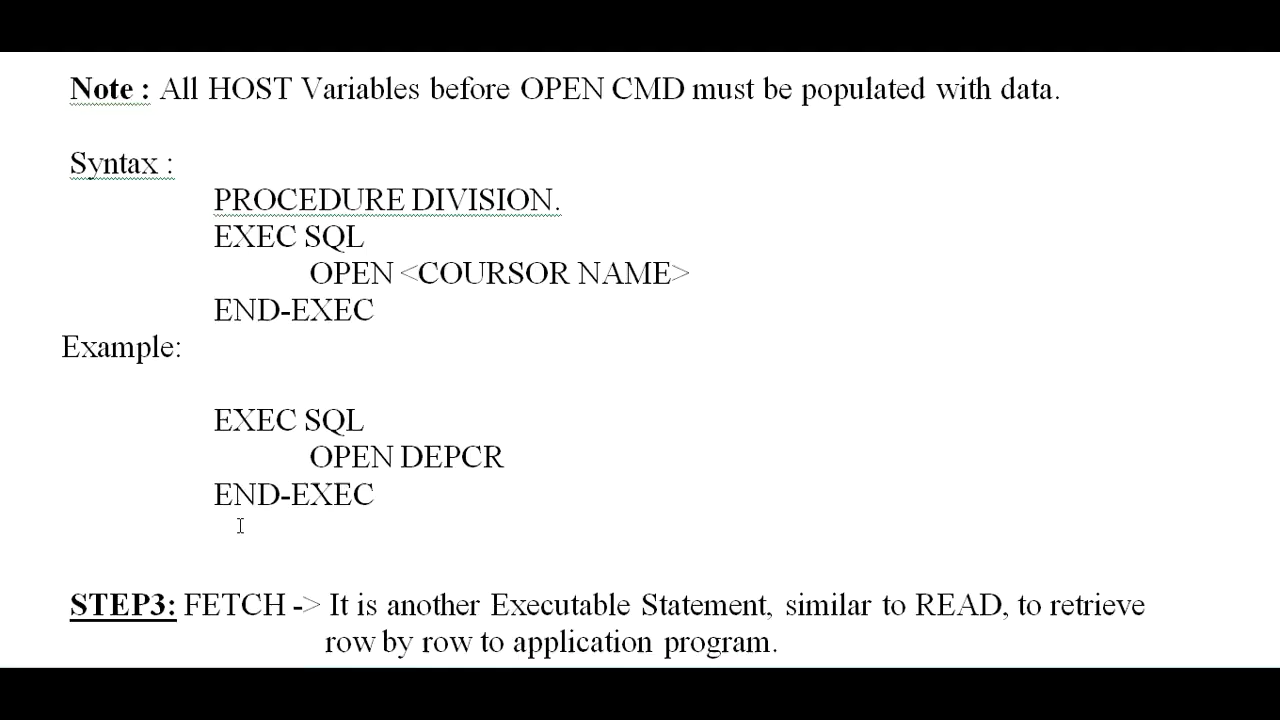 Note : All HOST Variables before OPEN CMD must be populated with data.
Syntax :
PROCEDURE DIVISION.
EXEC SQL
OPEN <COURSOR NAME>
END-EXEC
Example:
EXEC SQL
OPEN DEPCR
END-EXEC
STEP3: FETCH -> It is another Executable Statement, similar to READ, to retrieve
row by row to application program.